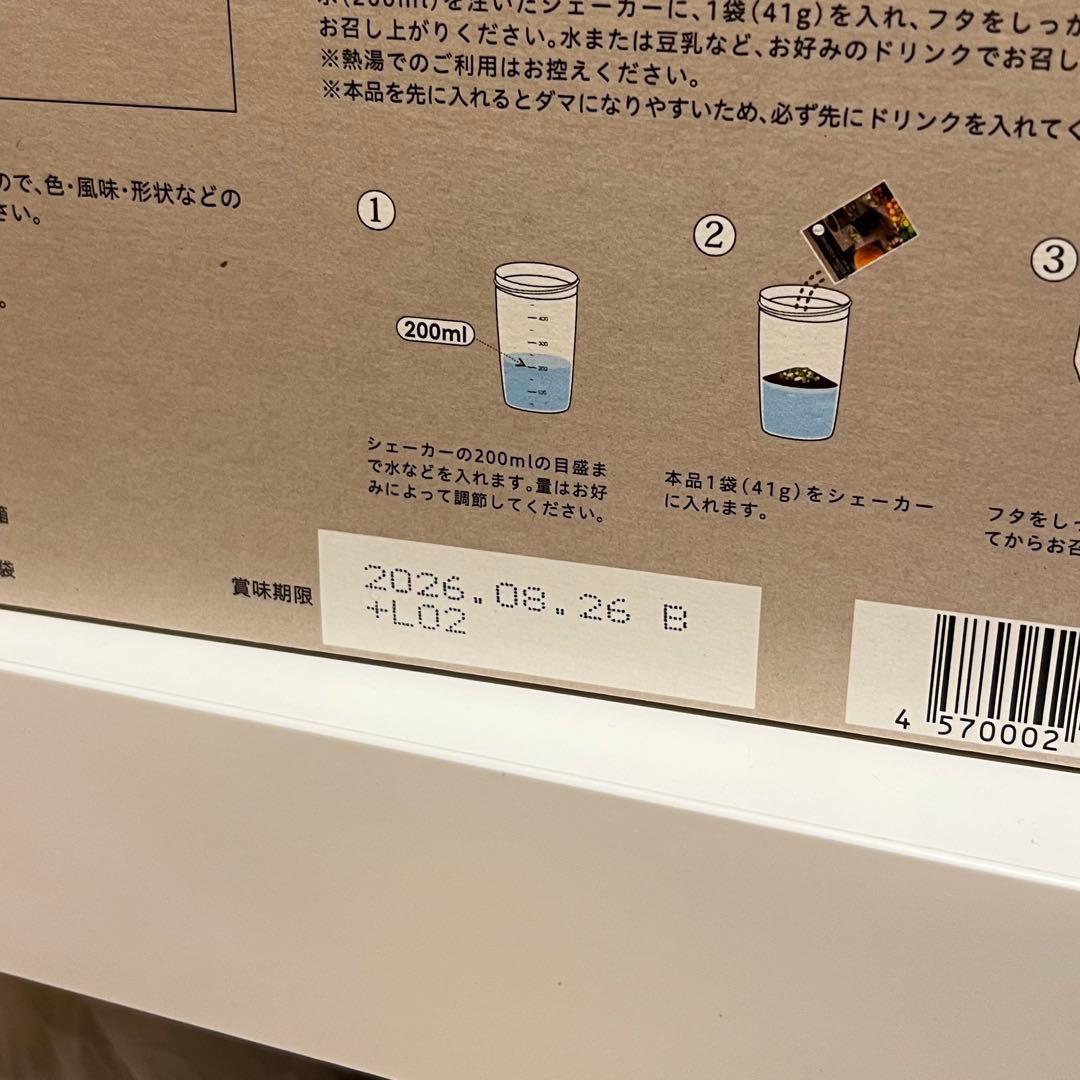 水(200ml)を注いだシェーカーに、1袋(41g)を入れ、フタをしっか
お召し上がりください。水または豆乳など、お好みのドリンクでお召し
※熱湯でのご利用はお控えください。
※本品を先に入れるとダマになりやすいため、必ず先にドリンクを入れてく
ので、色・風味・形状などの
さい。
①
②
③
200ml
400
300
200
100
シェーカーの200mlの目盛ま
で水などを入れます。量はお好
みによって調節してください。
本品1袋(41g)をシェーカー
に入れます。
フタをしっ
てからお召
箱
袋
賞味期限
2026.08.26 B
+L02
4 570002